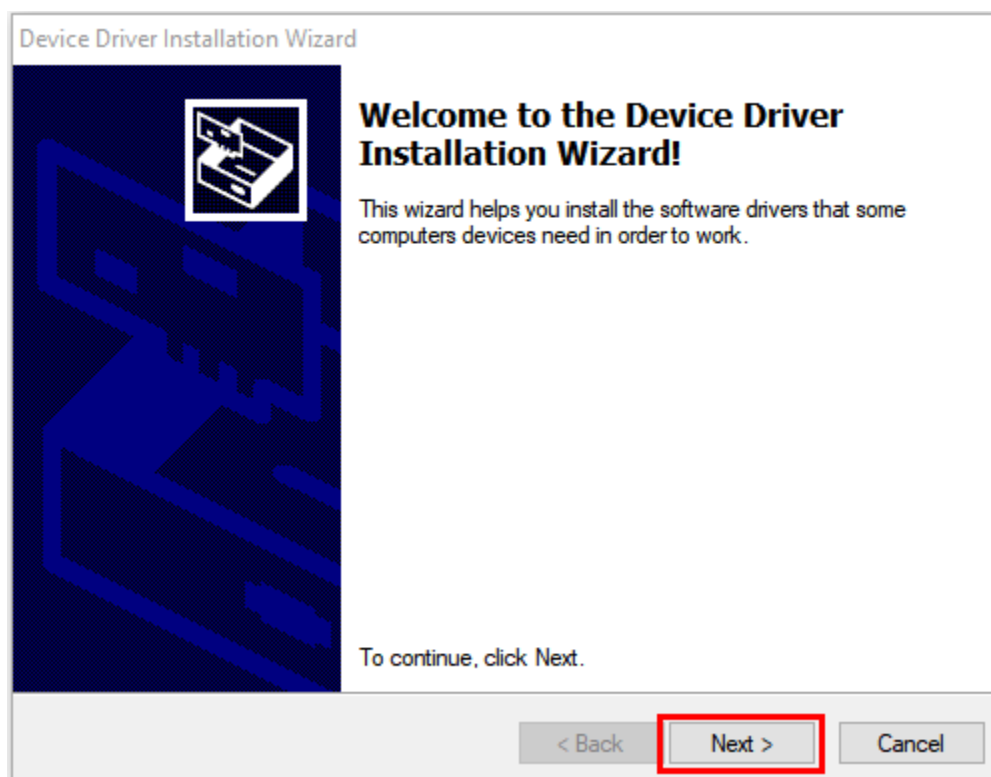 Device Driver Installation Wizard
Welcome to the Device Driver
Installation Wizard!
This wizard helps you install the software drivers that some
computers devices need in order to work.
To continue, click Next.
< Back
Next >
Cancel